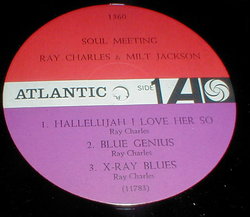 1360
SOUL MEETING
RAY CHARLES & MILT JACKSON
ATLANTIC SIDE 1
1. HALLELUJAH I LOVE HER SO
Ray Charles
2. BLUE GENIUS
Ray Charles
3. X-RAY BLUES
Ray Charles
(11783)